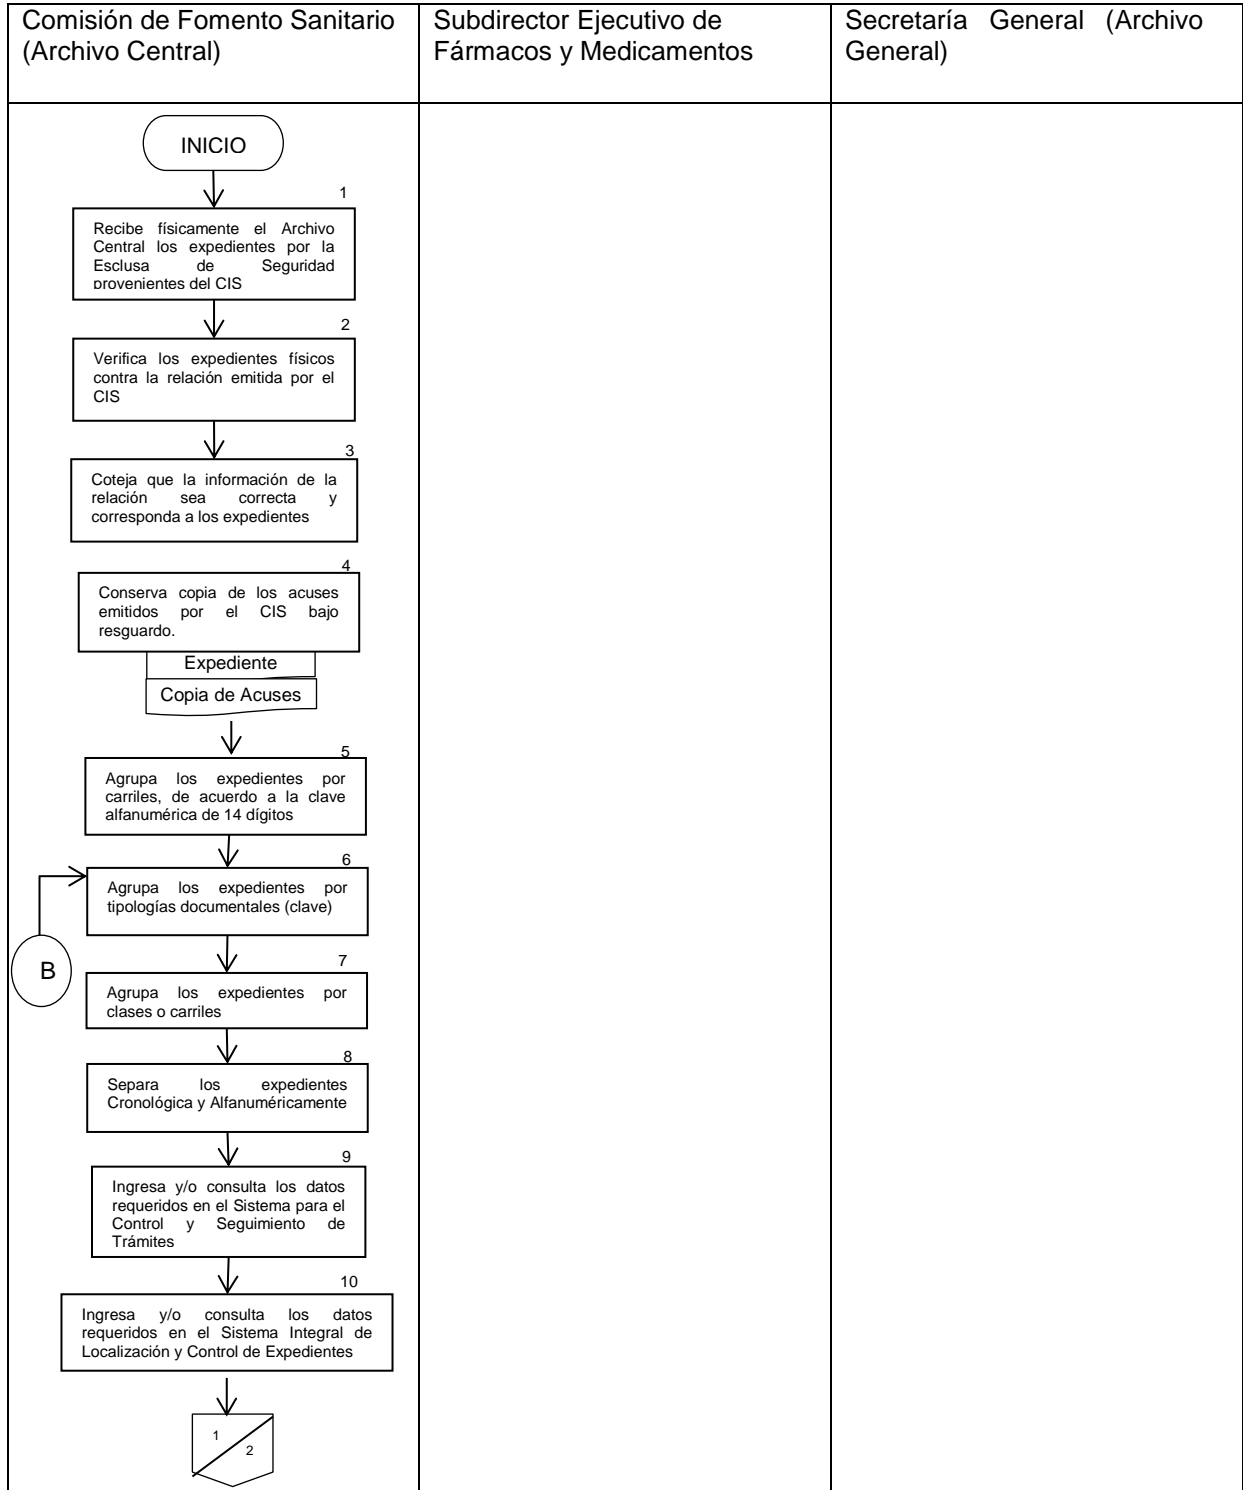 Comisión de Fomento Sanitario
(Archivo Central)
Subdirector Ejecutivo de
Fármacos y Medicamentos
Secretaría General (Archivo
General)
INICIO
1
Recibe físicamente el Archivo
Central los expedientes por la
Esclusa de Seguridad
provenientes del CIS
2
Verifica los expedientes físicos
contra la relación emitida por el
CIS
3
Coteja que la información de la
relación sea correcta y
corresponda a los expedientes
4
Conserva copia de los acuses
emitidos por el CIS bajo
resguardo.
Expediente
Copia de Acuses
5
Agrupa los expedientes por
carriles, de acuerdo a la clave
alfanumérica de 14 dígitos
6
Agrupa los expedientes por
tipologías documentales (clave)
B
7
Agrupa los expedientes por
clases o carriles
8
Separa los expedientes
Cronológica y Alfanuméricamente
9
Ingresa y/o consulta los datos
requeridos en el Sistema para el
Control y Seguimiento de
Trámites
10
Ingresa y/o consulta los datos
requeridos en el Sistema Integral de
Localización y Control de Expedientes
1
2